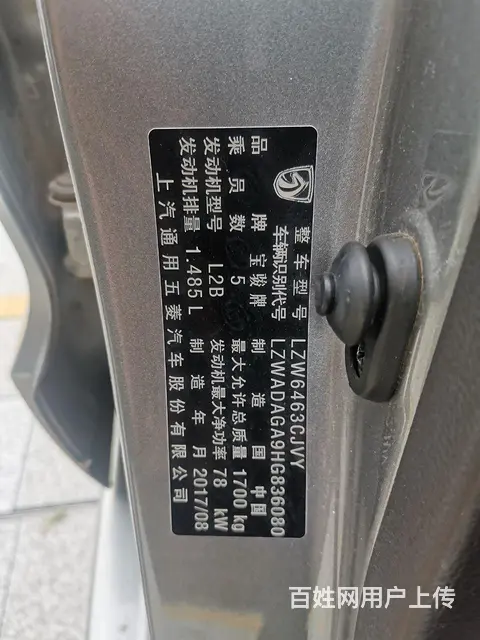 整车型号 LZW6463CJVY
车辆识别代号 LZWADAGA9HG836080
品牌 宝骏牌 制造国 中国
乘员数 5 最大允许总质量 1700 kg
发动机型号 L2B 发动机最大净功率 78 kW
发动机排量 1.485 L 制造年月 2017/08
上汽通用五菱汽车股份有限公司
百姓网用户上传